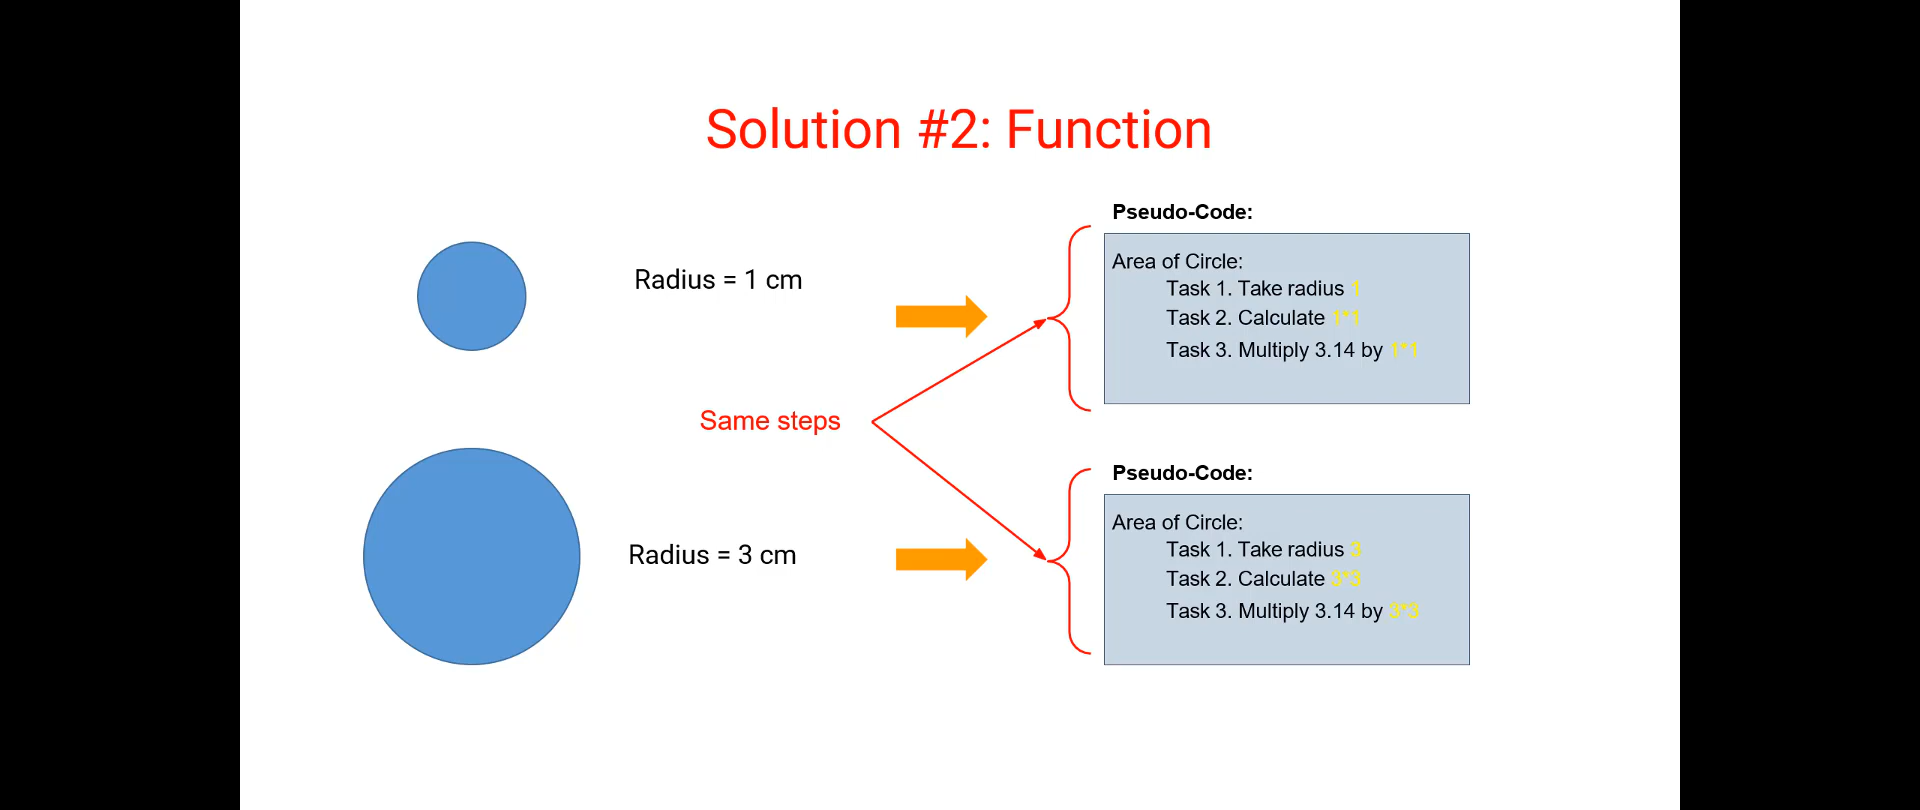 Solution #2: Function
Radius = 1 cm
Pseudo-Code:
Area of Circle:
Task 1. Take radius 1
Task 2. Calculate 1*1
Task 3. Multiply 3.14 by 1*1
Same steps
Radius = 3 cm
Pseudo-Code:
Area of Circle:
Task 1. Take radius 3
Task 2. Calculate 3*3
Task 3. Multiply 3.14 by 3*3